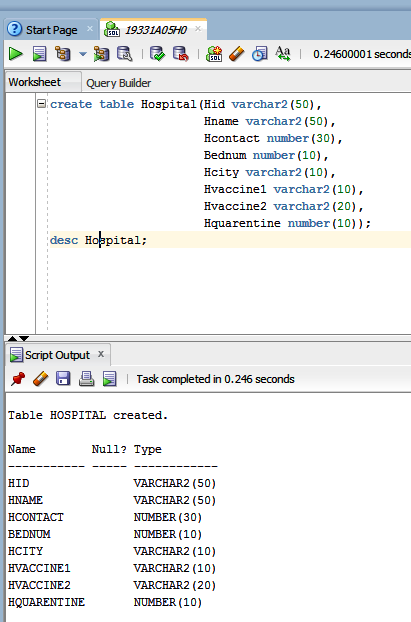 Start Page 19331A05H0
0.24600001 seconds
Worksheet Query Builder
create table Hospital(Hid varchar2(50),
Hname varchar2(50),
Hcontact number(30),
Bednum number(10),
Hcity varchar2(10),
Hvaccine1 varchar2(10),
Hvaccine2 varchar2(20),
Hquarentine number(10));
desc Hospital;
Script Output x
Task completed in 0.246 seconds
Table HOSPITAL created.
Name Null? Type
----------- ----- ------------
HID VARCHAR2(50)
HNAME VARCHAR2(50)
HCONTACT NUMBER(30)
BEDNUM NUMBER(10)
HCITY VARCHAR2(10)
HVACCINE1 VARCHAR2(10)
HVACCINE2 VARCHAR2(20)
HQUARENTINE NUMBER(10)